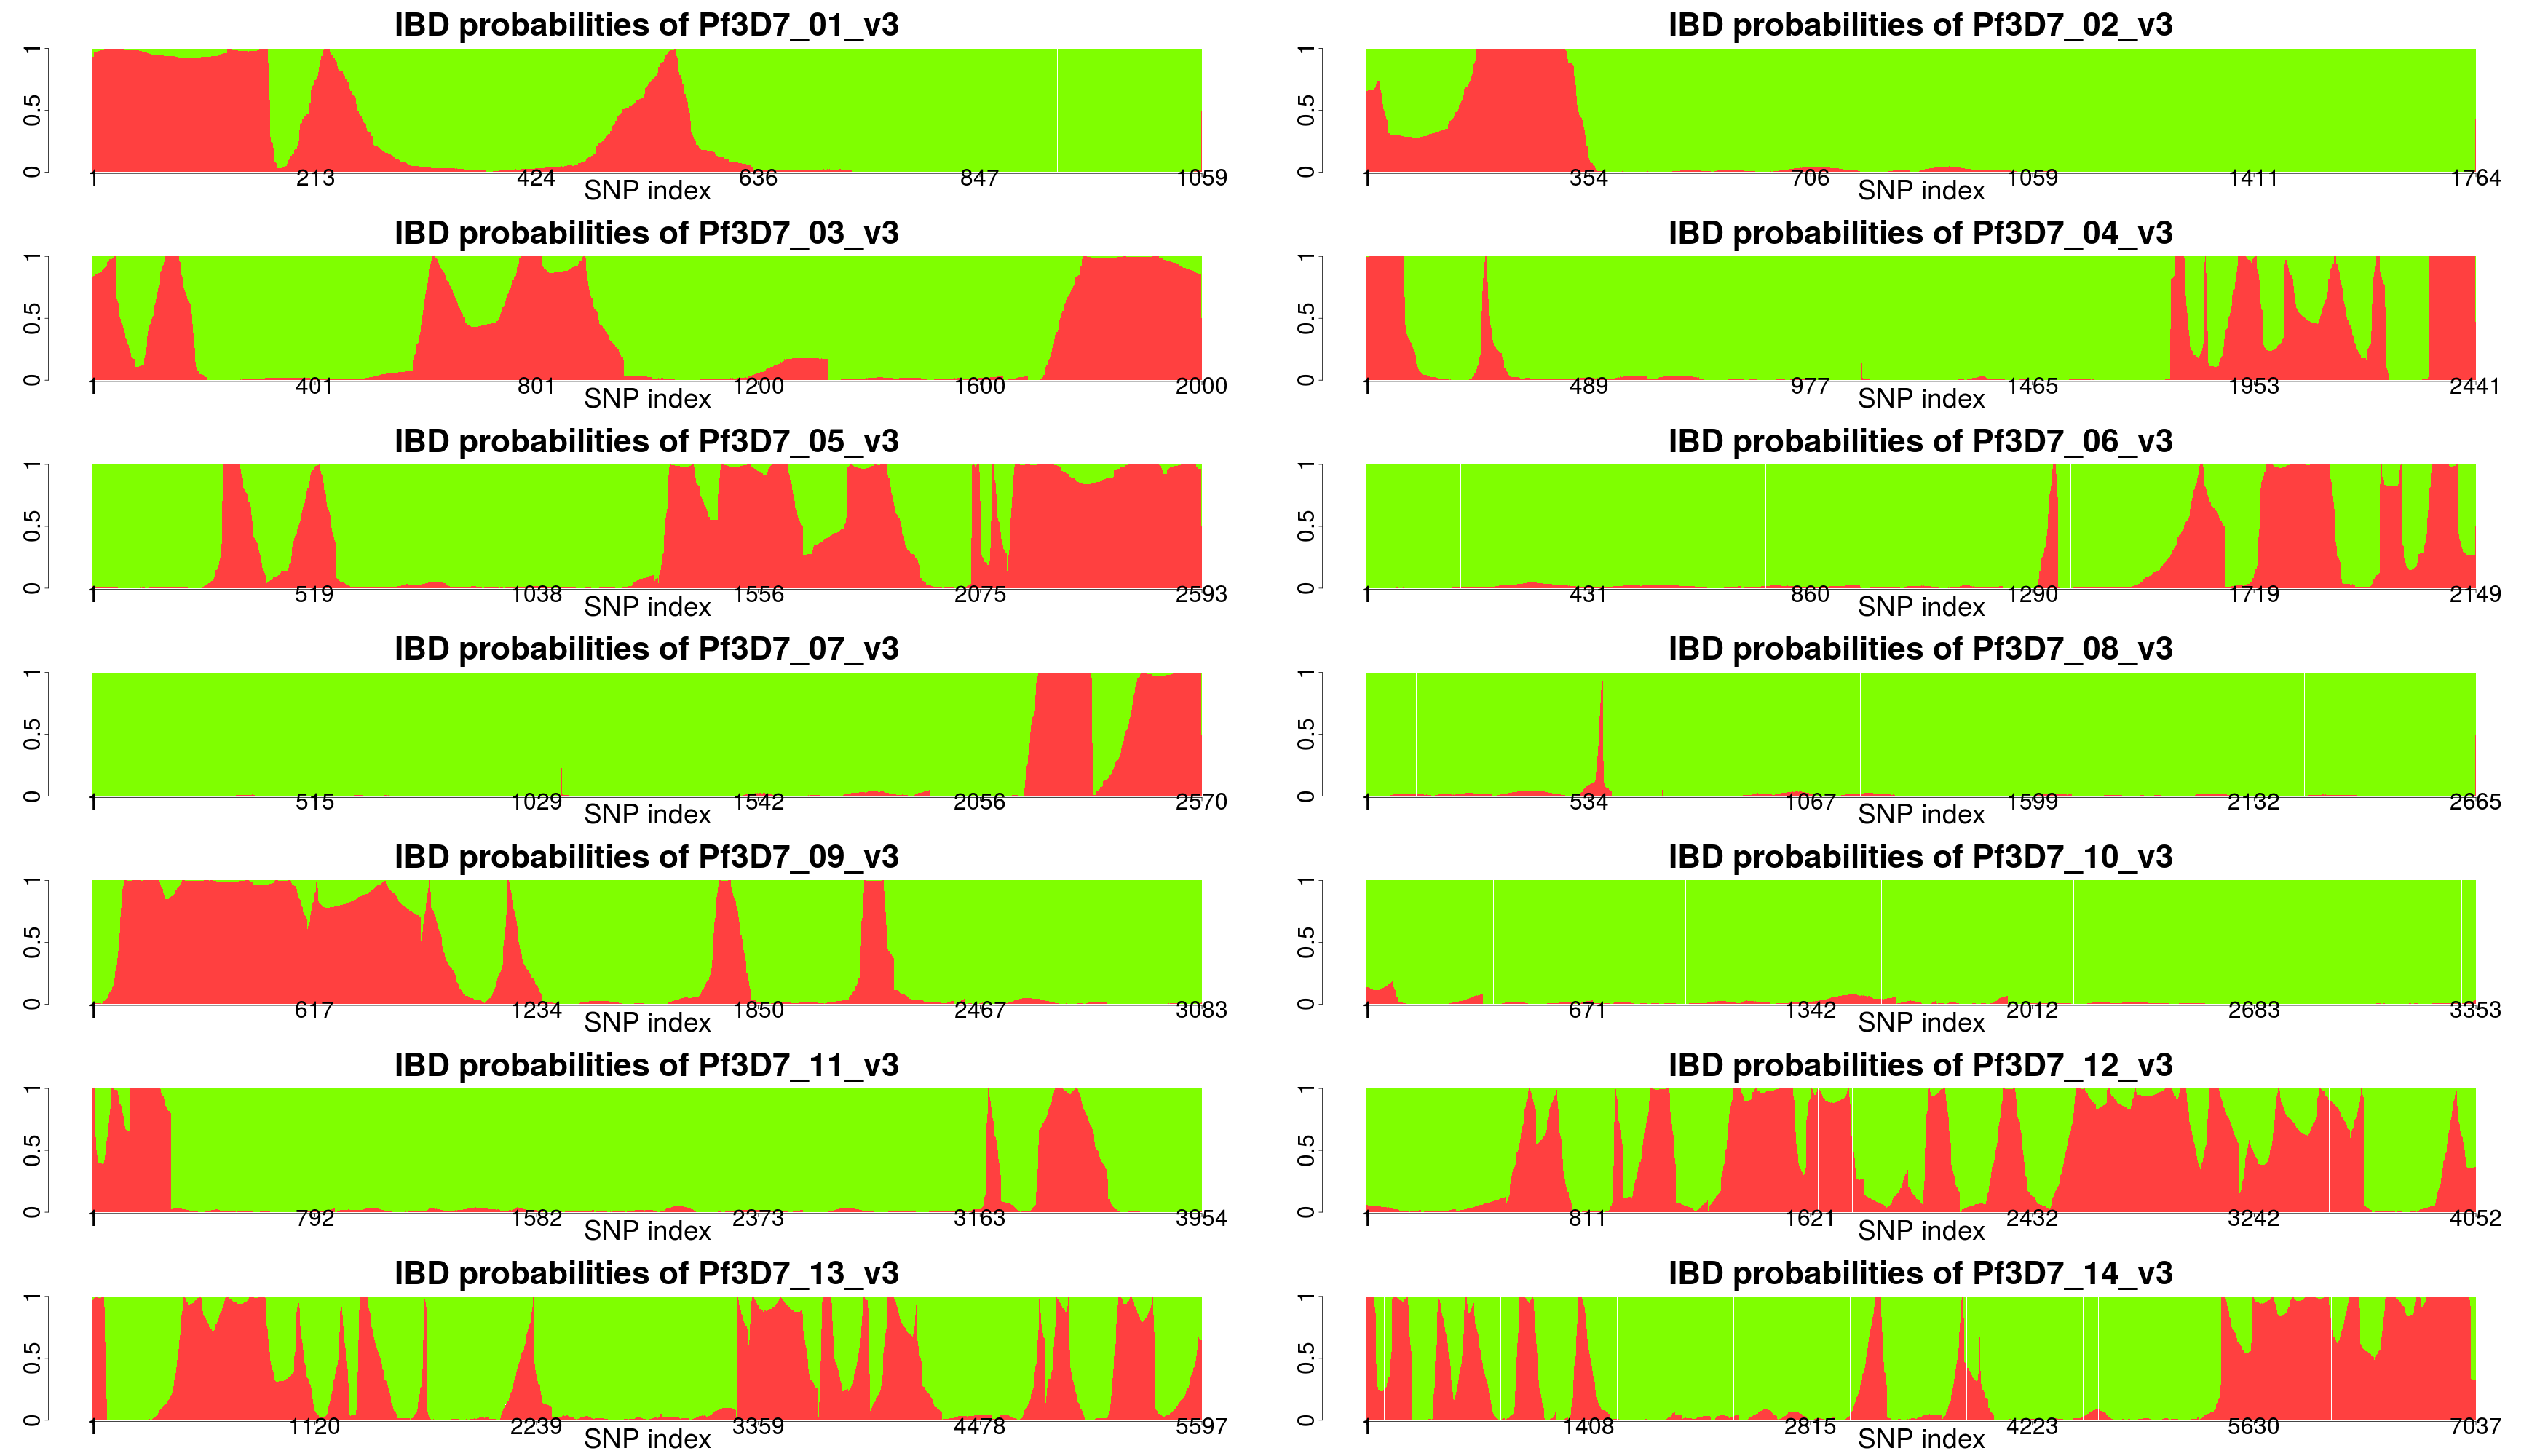 IBD probabilities of Pf3D7_01_v3
1
0.5
0
1 213 424 636 847 1059
SNP index
IBD probabilities of Pf3D7_02_v3
1
0.5
0
1 354 706 1059 1411 1764
SNP index
IBD probabilities of Pf3D7_03_v3
1
0.5
0
1 401 801 1200 1600 2000
SNP index
IBD probabilities of Pf3D7_04_v3
1
0.5
0
1 489 977 1465 1953 2441
SNP index
IBD probabilities of Pf3D7_05_v3
1
0.5
0
1 519 1038 1556 2075 2593
SNP index
IBD probabilities of Pf3D7_06_v3
1
0.5
0
1 431 860 1290 1719 2149
SNP index
IBD probabilities of Pf3D7_07_v3
1
0.5
0
1 515 1029 1542 2056 2570
SNP index
IBD probabilities of Pf3D7_08_v3
1
0.5
0
1 534 1067 1599 2132 2665
SNP index
IBD probabilities of Pf3D7_09_v3
1
0.5
0
1 617 1234 1850 2467 3083
SNP index
IBD probabilities of Pf3D7_10_v3
1
0.5
0
1 671 1342 2012 2683 3353
SNP index
IBD probabilities of Pf3D7_11_v3
1
0.5
0
1 792 1582 2373 3163 3954
SNP index
IBD probabilities of Pf3D7_12_v3
1
0.5
0
1 811 1621 2432 3242 4052
SNP index
IBD probabilities of Pf3D7_13_v3
1
0.5
0
1 1120 2239 3359 4478 5597
SNP index
IBD probabilities of Pf3D7_14_v3
1
0.5
0
1 1408 2815 4223 5630 7037
SNP index